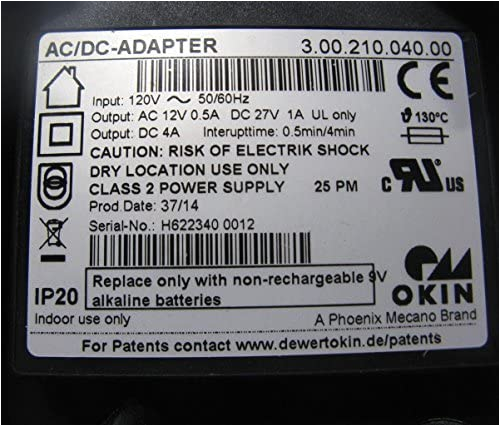 AC/DC-ADAPTER 3.00.210.040.00
Input: 120V ～ 50/60Hz
Output: AC 12V 0.5A DC 27V 1A UL only
Output: DC 4A Interupttime: 0.5min/4min
130°C
CAUTION: RISK OF ELECTRIK SHOCK
DRY LOCATION USE ONLY
CLASS 2 POWER SUPPLY 25 PM
Prod.Date: 37/14
Serial-No.: H622340 0012
CE
c RU US
IP20
Replace only with non-rechargeable 9V
alkaline batteries
OKIN
Indoor use only
A Phoenix Mecano Brand
For Patents contact www.dewertokin.de/patents